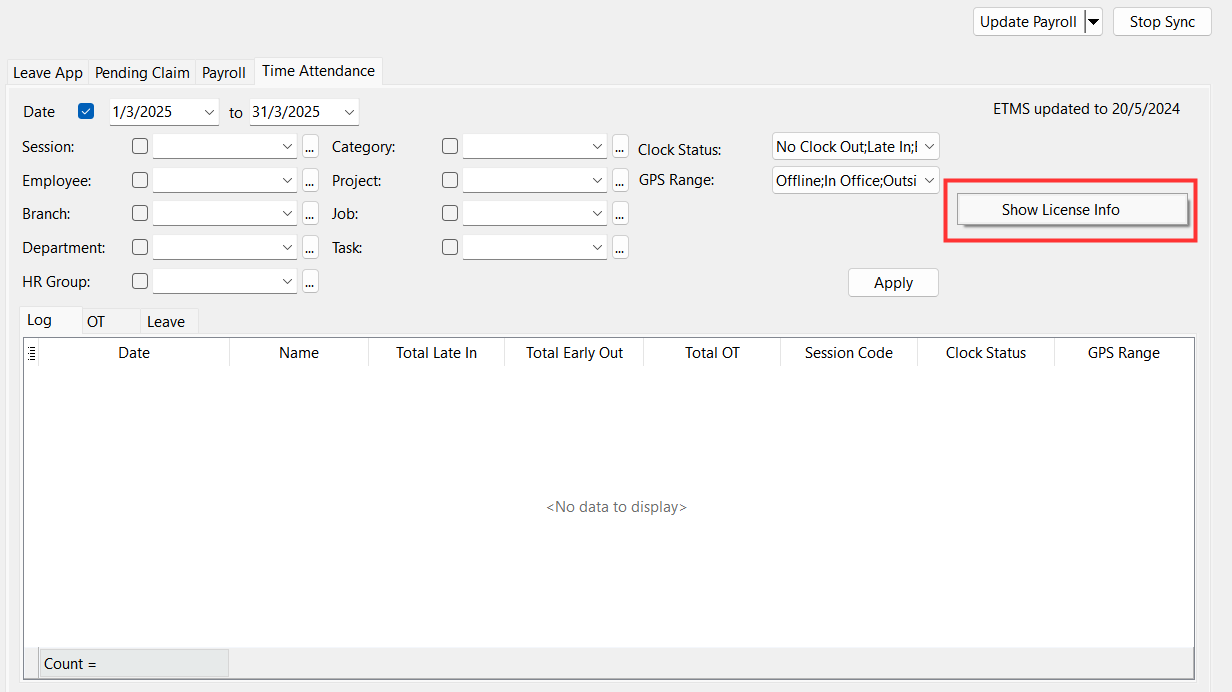 Update Payroll Stop Sync
Leave App Pending Claim Payroll Time Attendance
Date 1/3/2025 to 31/3/2025 ETMS updated to 20/5/2024
Session: ... Category: ... Clock Status: No Clock Out;Late In;I
Employee: ... Project: ... GPS Range: Offline;In Office;Outsi
Branch: ... Job: ... Show License Info
Department: ... Task: ...
HR Group: ... Apply
Log OT Leave
Date Name Total Late In Total Early Out Total OT Session Code Clock Status GPS Range
<No data to display>
Count =